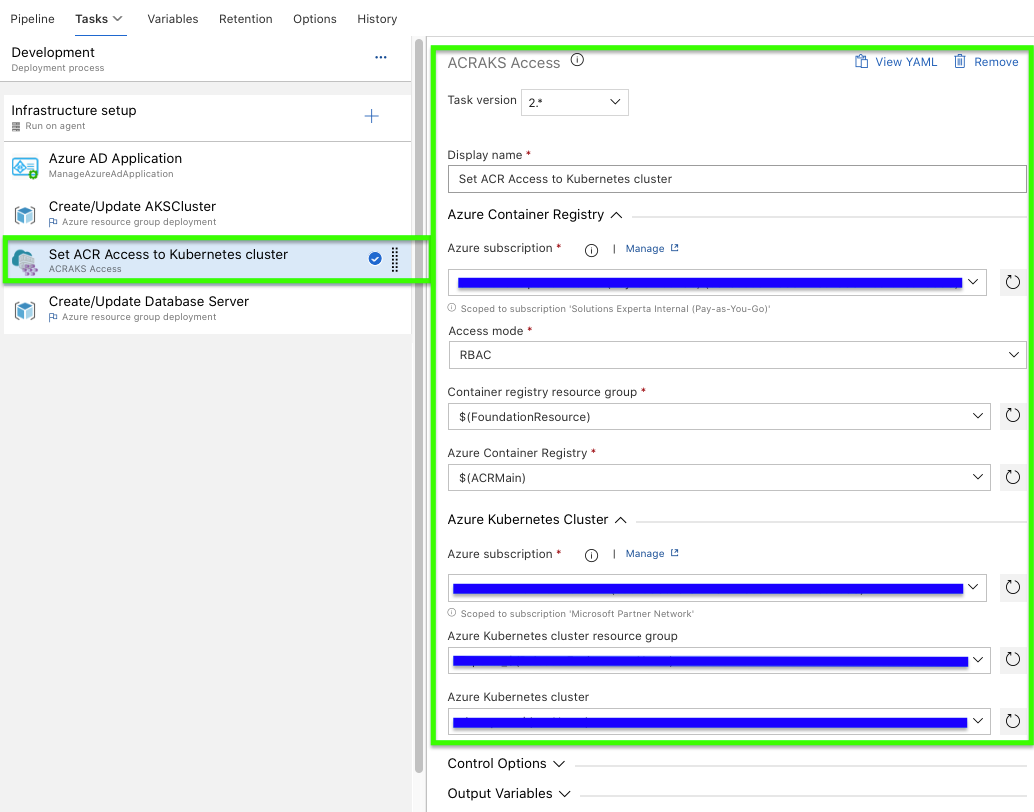 Pipeline
Tasks
Variables
Retention
Options
History
Development
Deployment process
...
Infrastructure setup
Run on agent
Azure AD Application
ManageAzureAdApplication
Create/Update AKSCluster
Azure resource group deployment
Set ACR Access to Kubernetes cluster
ACRAKS Access
Create/Update Database Server
Azure resource group deployment
ACRAKS Access
View YAML
Remove
Task version
2.*
Display name *
Set ACR Access to Kubernetes cluster
Azure Container Registry
Azure subscription *
| Manage
Scoped to subscription 'Solutions Experta Internal (Pay-as-You-Go)'
Access mode *
RBAC
Container registry resource group *
$(FoundationResource)
Azure Container Registry *
$(ACRMain)
Azure Kubernetes Cluster
Azure subscription *
| Manage
Scoped to subscription 'Microsoft Partner Network'
Azure Kubernetes cluster resource group
Azure Kubernetes cluster
Control Options
Output Variables